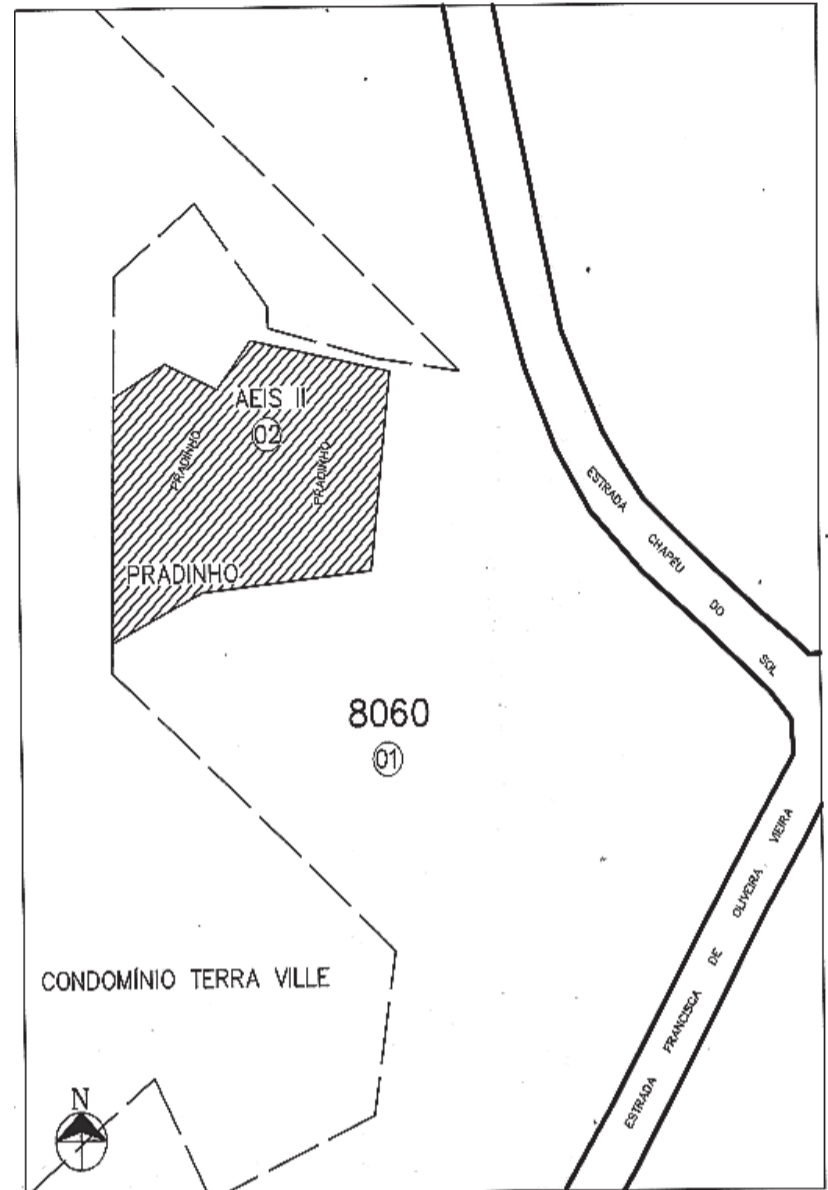 AEIS II
02
PRADINHO
PRADINHO
PRADINHO
ESTRADA CHAPÉU DO SOL
8060
01
ESTRADA FRANCISCA DE OLIVEIRA VIEIRA
CONDOMÍNIO TERRA VILLE
N